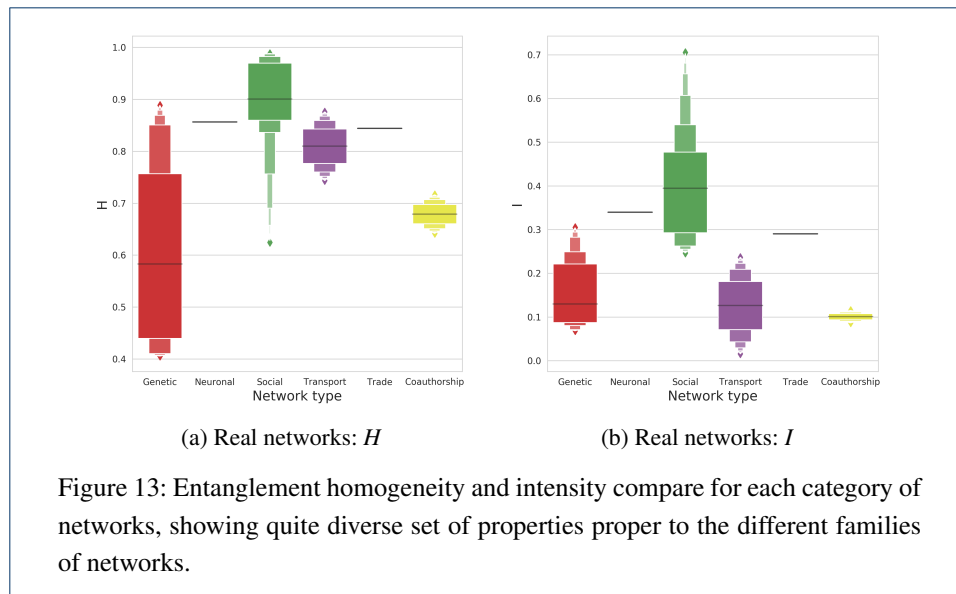 1.0
0.9
0.8
0.7
0.6
0.5
0.4
H
Genetic Neuronal Social Transport Trade Coauthorship
Network type
(a) Real networks: H
0.7
0.6
0.5
0.4
0.3
0.2
0.1
0.0
I
Genetic Neuronal Social Transport Trade Coauthorship
Network type
(b) Real networks: I
Figure 13: Entanglement homogeneity and intensity compare for each category of
networks, showing quite diverse set of properties proper to the different families
of networks.